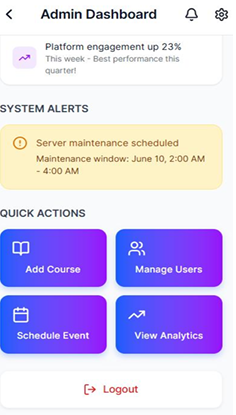 Admin Dashboard
Platform engagement up 23%
This week - Best performance this
quarter!
SYSTEM ALERTS
Server maintenance scheduled
Maintenance window: June 10, 2:00 AM
- 4:00 AM
QUICK ACTIONS
Add Course
Manage Users
Schedule Event
View Analytics
Logout